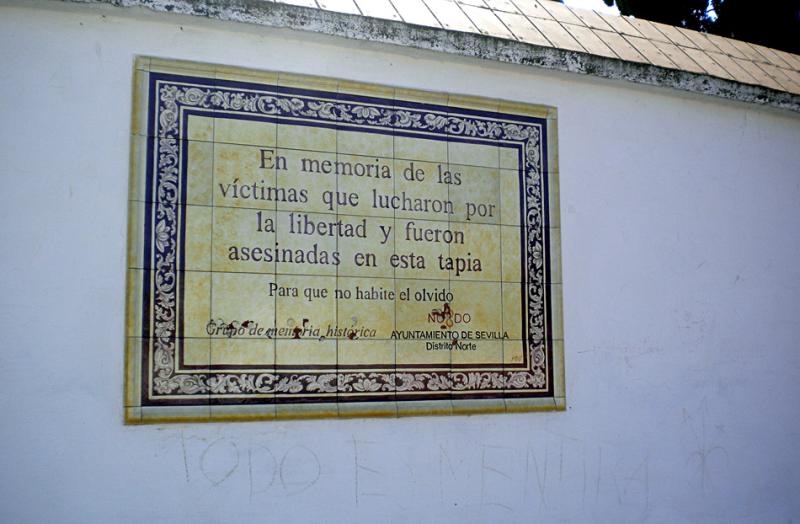 En memoria de las
víctimas que lucharon por
la libertad y fueron
asesinadas en esta tapia
Para que no habite el olvido
Grupo de memoria histórica
NO8DO
AYUNTAMIENTO DE SEVILLA
Distrito Norte
TODO ES MENTIRA